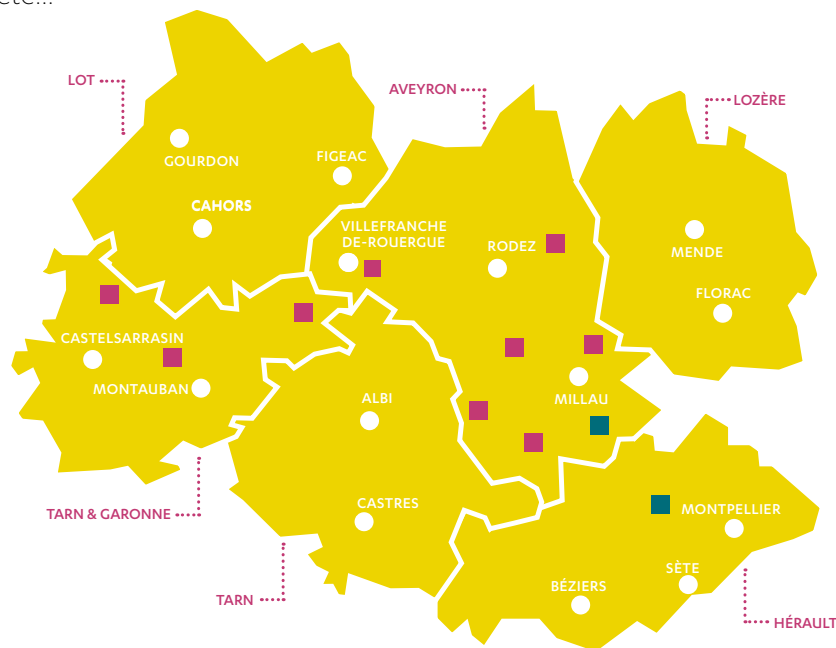 LOT
AVEYRON
LOZÈRE
GOURDON
FIGEAC
CAHORS
VILLEFRANCHE
DE-ROUERGUE
RODEZ
MENDE
FLORAC
CASTELSARRASIN
MONTAUBAN
ALBI
MILLAU
CASTRES
MONTPELLIER
TARN & GARONNE
SÈTE
BÉZIERS
TARN
HÉRAULT